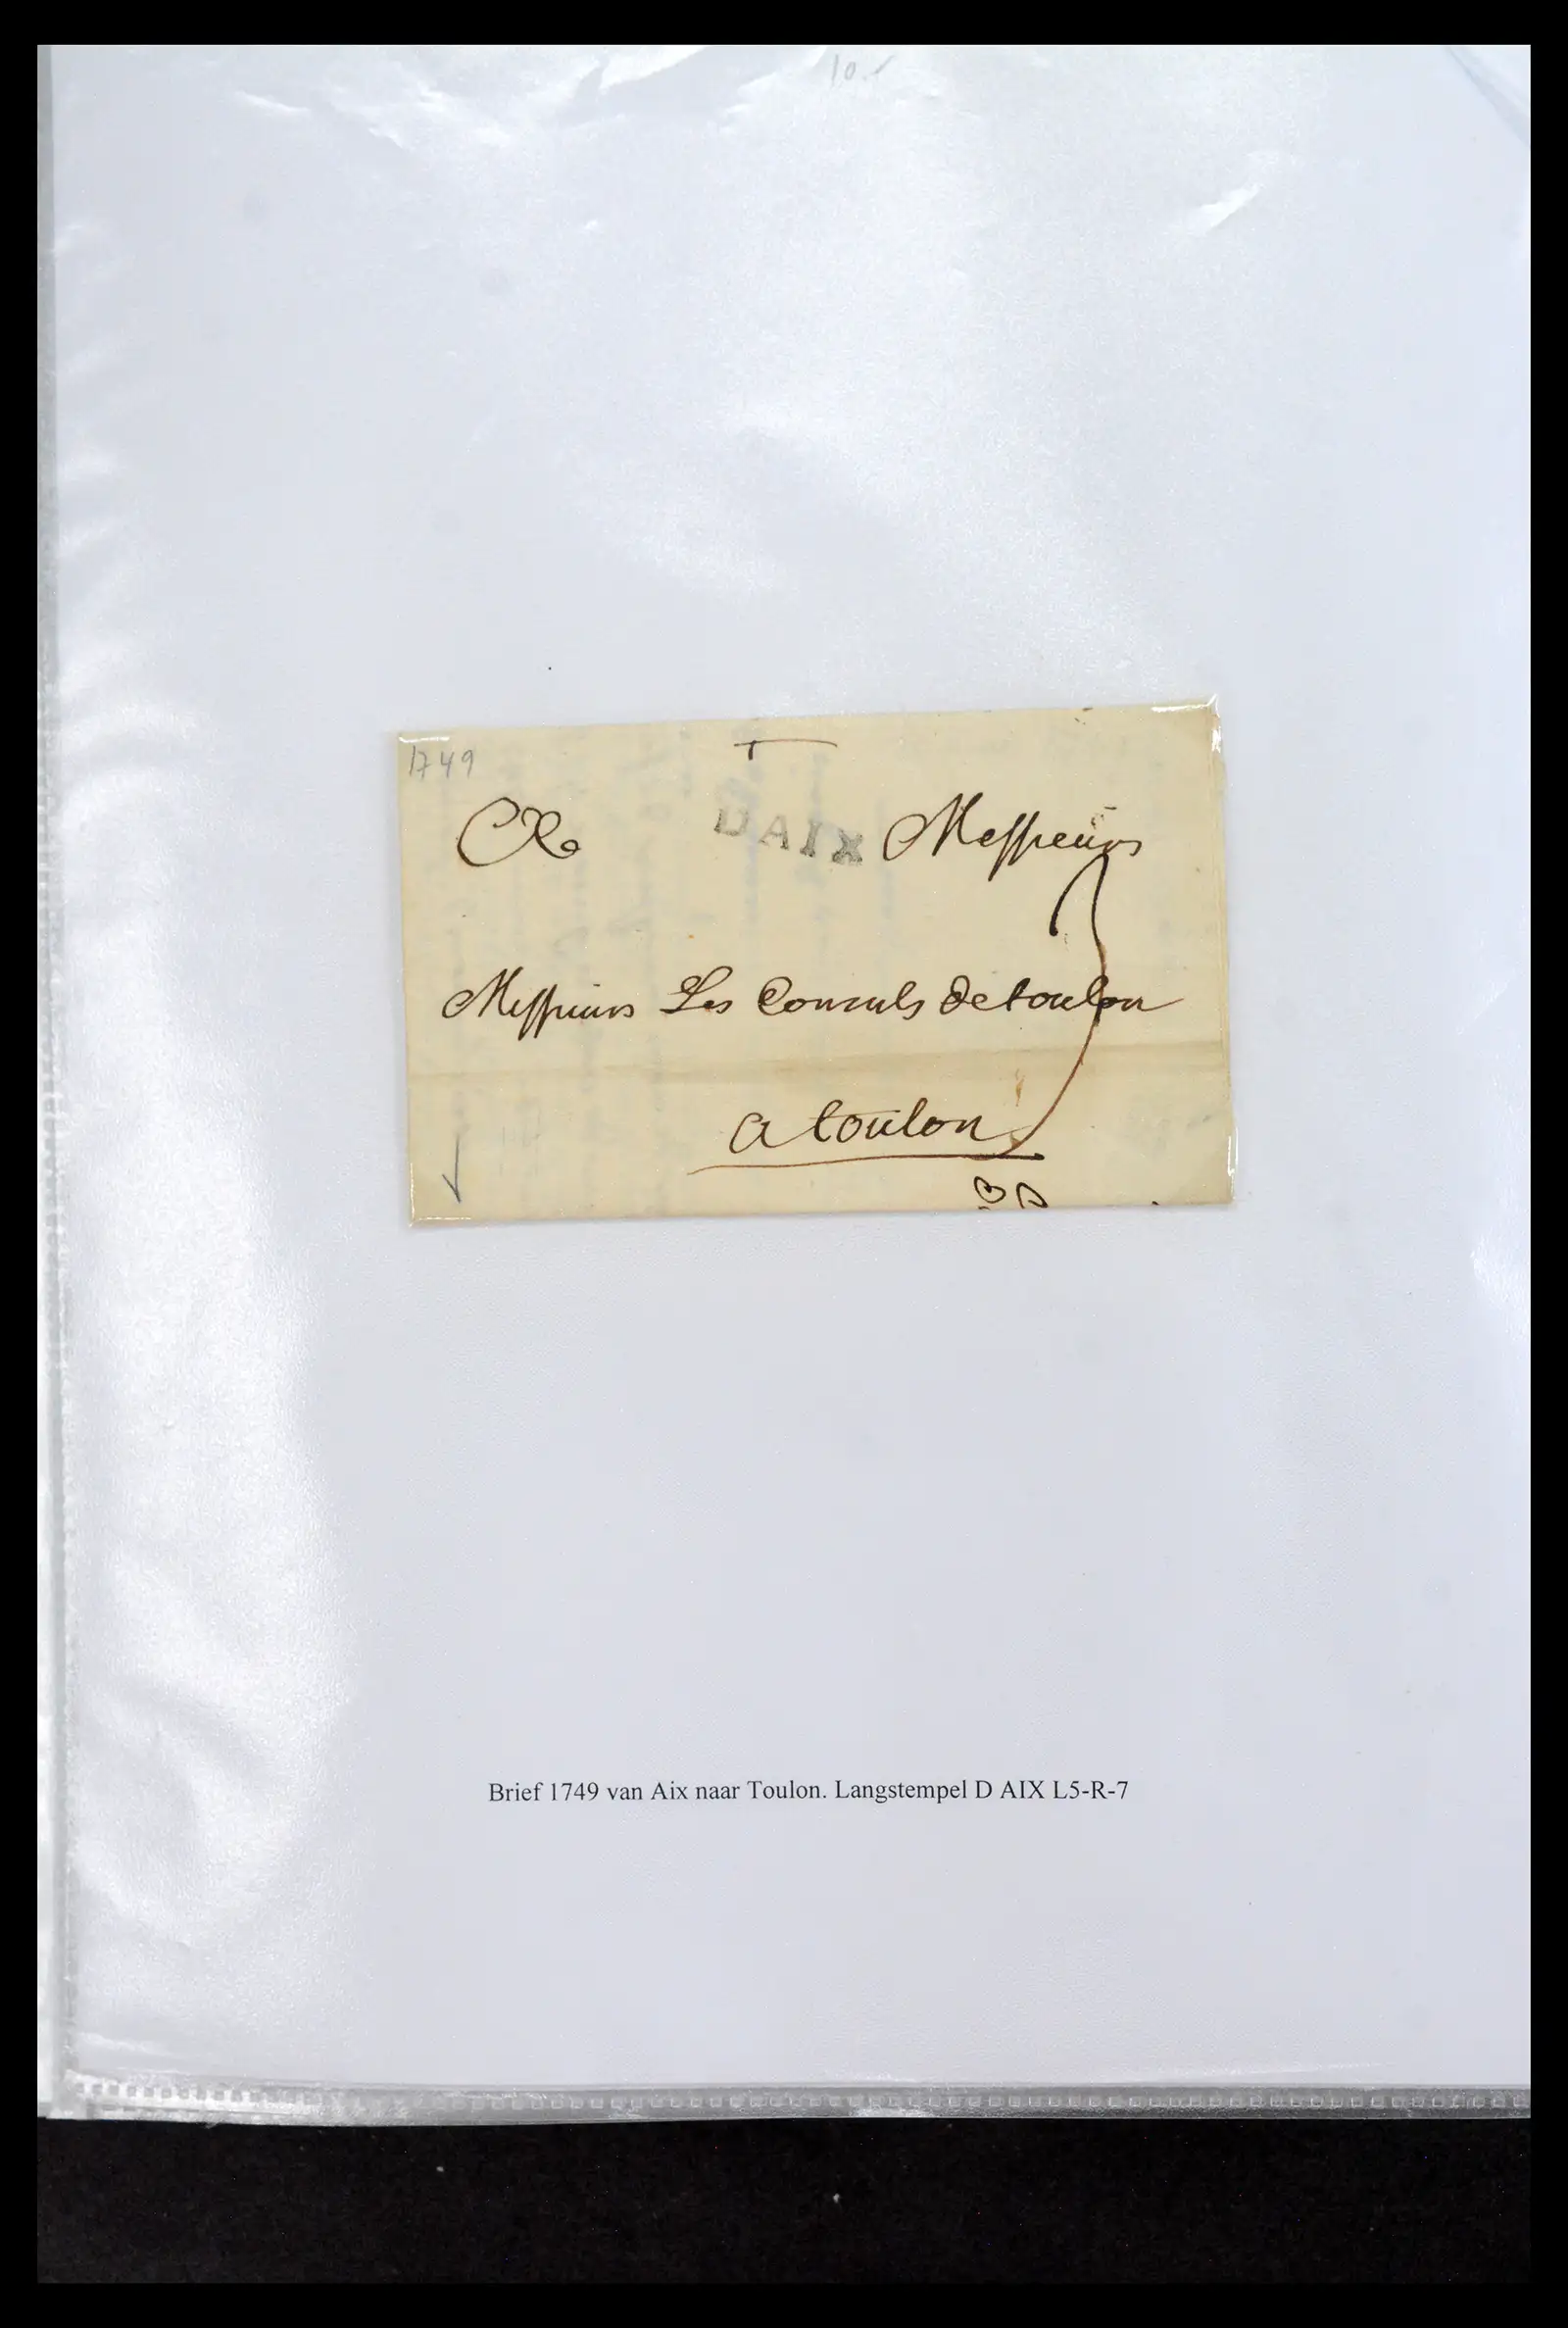 10.-
1749
CR DAIX Messieurs
Messieurs Les Consuls de toulon
a toulon
Brief 1749 van Aix naar Toulon. Langstempel D AIX L5-R-7